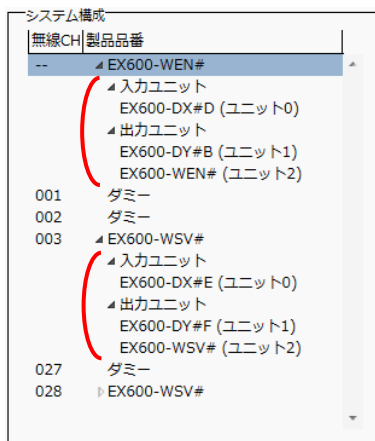 システム構成
無線CH 製品品番
-- EX600-WEN#
入力ユニット
EX600-DX#D (ユニット0)
出力ユニット
EX600-DY#B (ユニット1)
EX600-WEN# (ユニット2)
001 ダミー
002 ダミー
003 EX600-WSV#
入力ユニット
EX600-DX#E (ユニット0)
出力ユニット
EX600-DY#F (ユニット1)
EX600-WSV# (ユニット2)
027 ダミー
028 EX600-WSV#